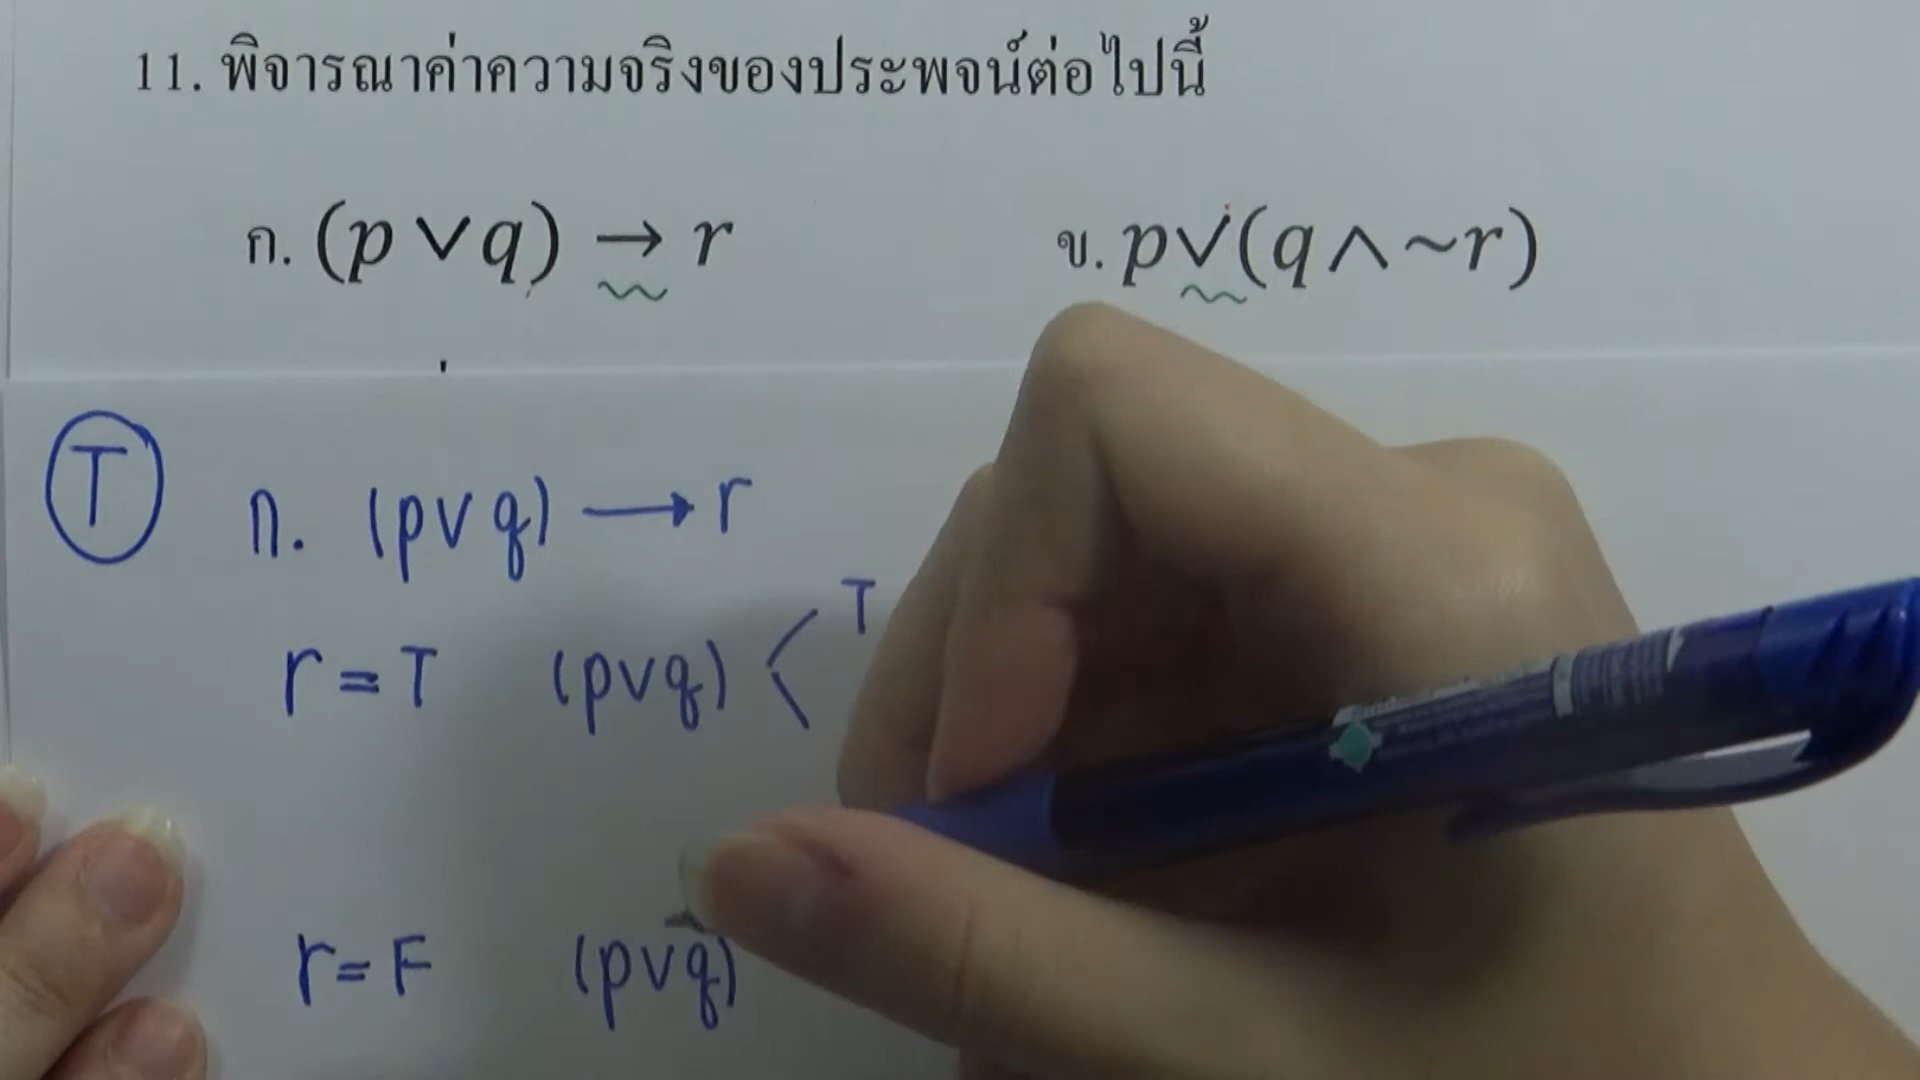 11. พิจารณาค่าความจริงของประพจน์ต่อไปนี้
ก. (p ∨ q) → r ข. p∨(q ∧ ~r)
T
ก. (p∨q) → r
r = T (p∨q) < T
r = F (p∨q)